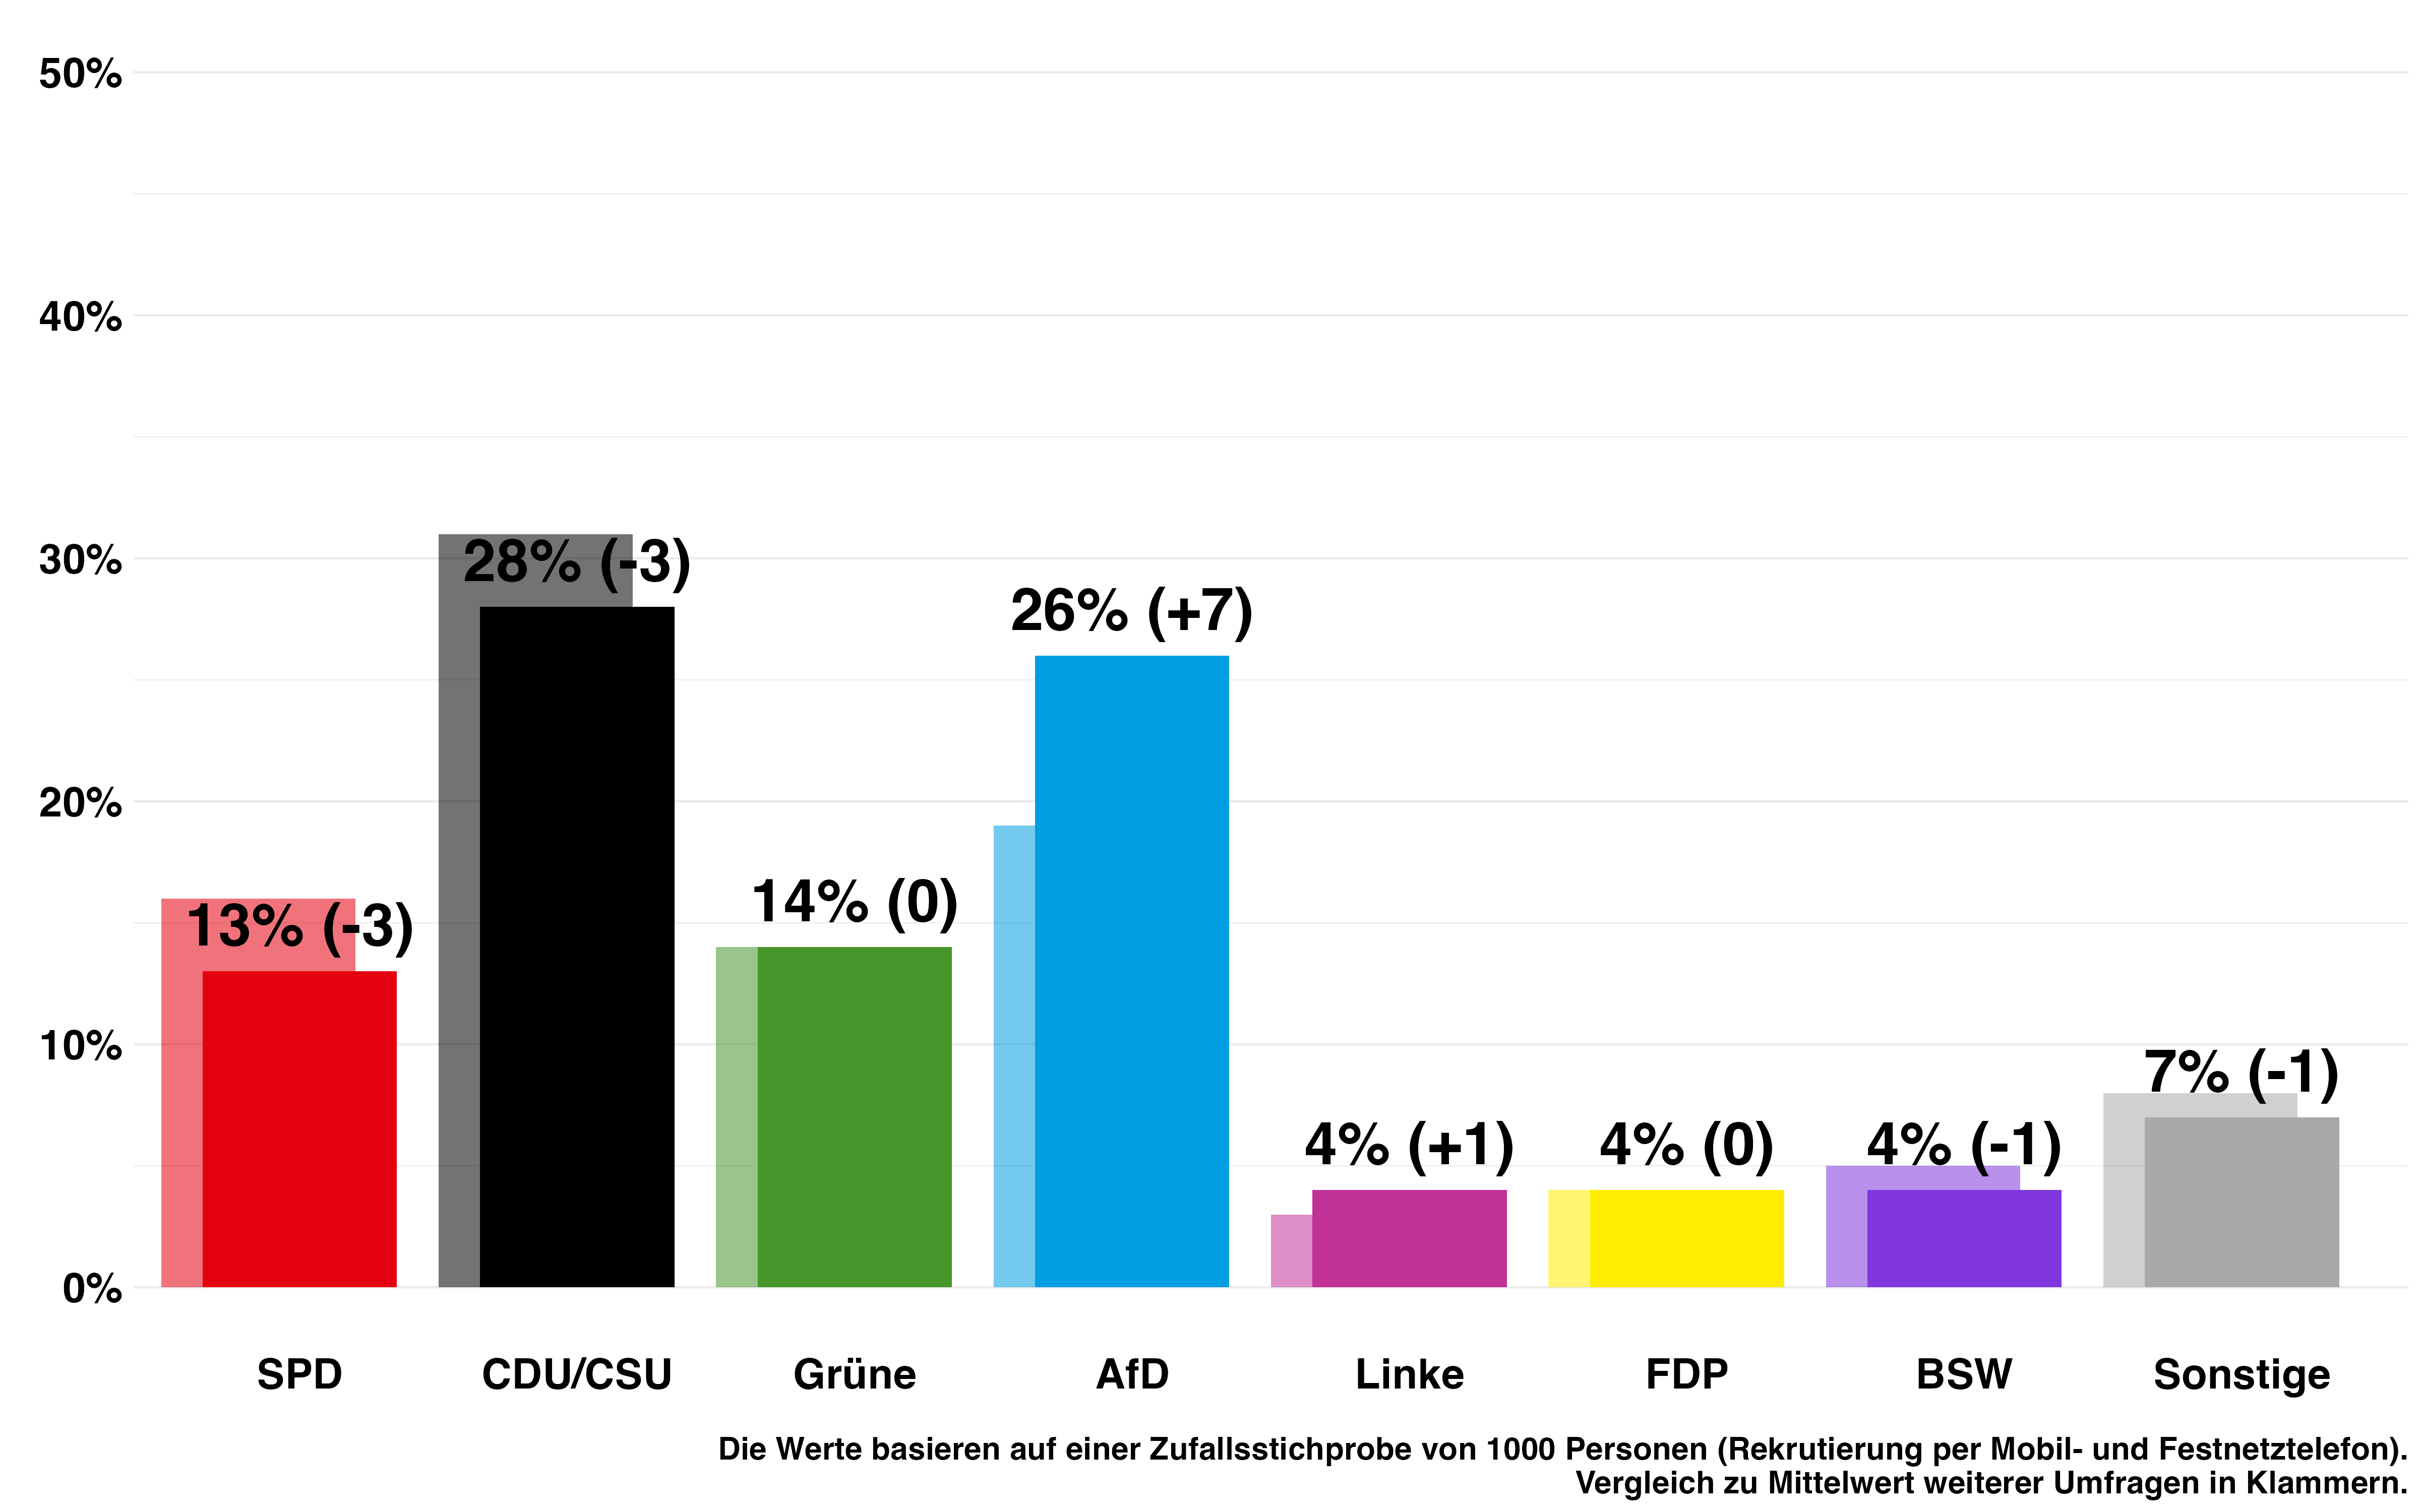 50%
40%
30%
20%
10%
0%
13% (-3)
28% (-3)
14% (0)
26% (+7)
4% (+1)
4% (0)
4% (-1)
7% (-1)
SPD
CDU/CSU
Grüne
AfD
Linke
FDP
BSW
Sonstige
Die Werte basieren auf einer Zufallsstichprobe von 1000 Personen (Rekrutierung per Mobil- und Festnetztelefon).
Vergleich zu Mittelwert weiterer Umfragen in Klammern.